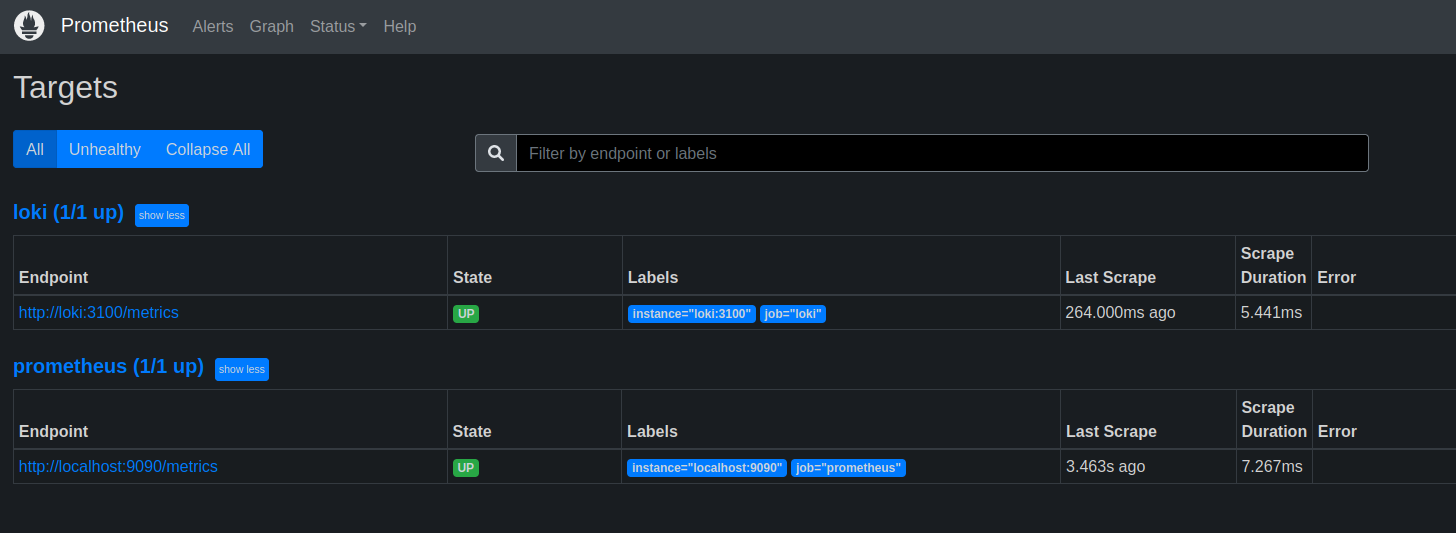 Prometheus Alerts Graph Status Help
Targets
All Unhealthy Collapse All
Filter by endpoint or labels
loki (1/1 up) show less
Endpoint State Labels Last Scrape Scrape Duration Error
http://loki:3100/metrics UP instance="loki:3100" job="loki" 264.000ms ago 5.441ms
prometheus (1/1 up) show less
Endpoint State Labels Last Scrape Scrape Duration Error
http://localhost:9090/metrics UP instance="localhost:9090" job="prometheus" 3.463s ago 7.267ms